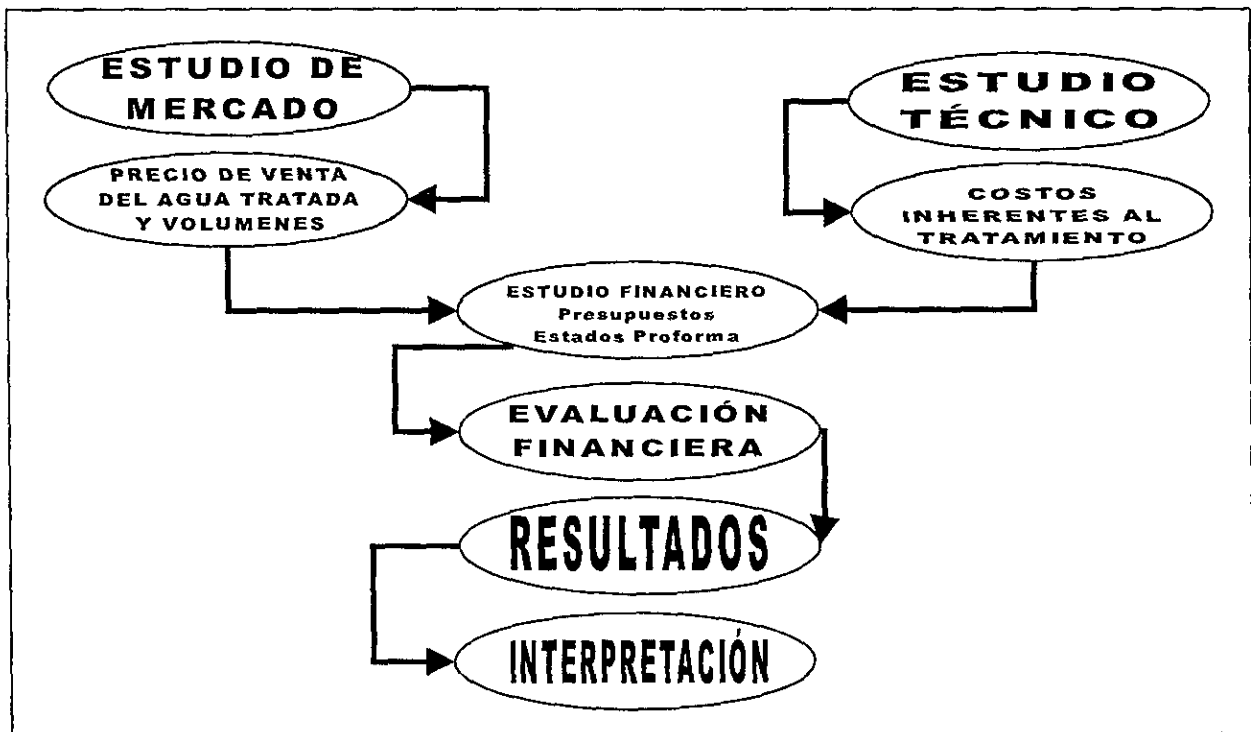 ESTUDIO DE
MERCADO
PRECIO DE VENTA
DEL AGUA TRATADA
Y VOLUMENES
ESTUDIO
TÉCNICO
COSTOS
INHERENTES AL
TRATAMIENTO
ESTUDIO FINANCIERO
Presupuestos
Estados Proforma
EVALUACIÓN
FINANCIERA
RESULTADOS
INTERPRETACIÓN